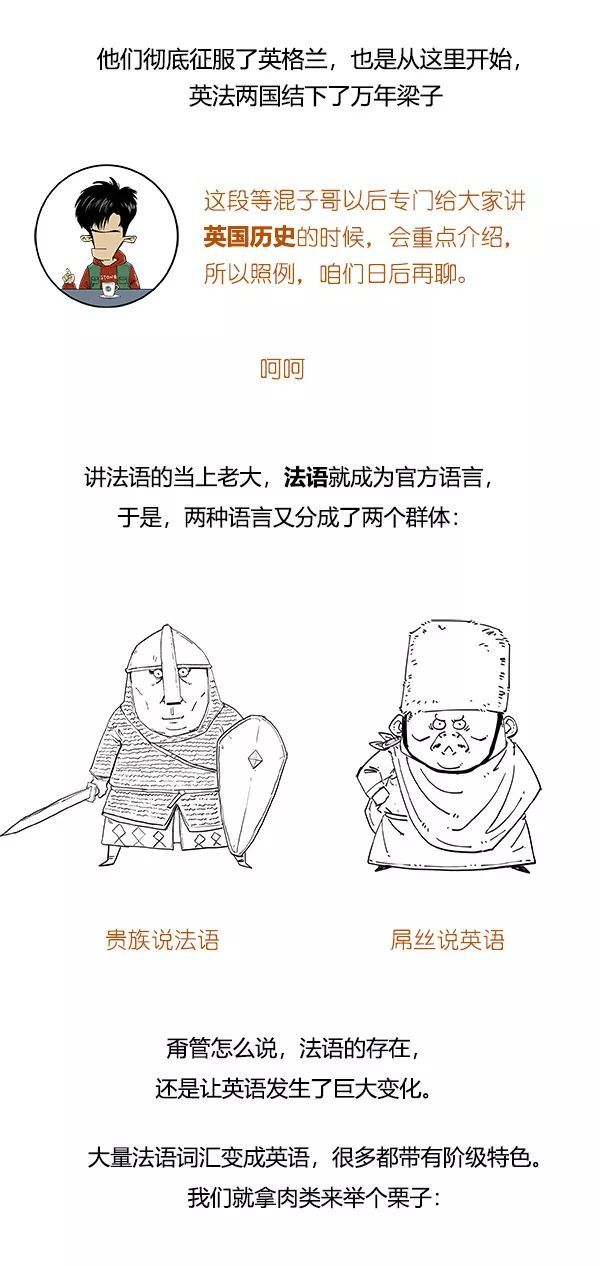 他们彻底征服了英格兰，也是从这里开始，
英法两国结下了万年梁子
这段等混子哥以后专门给大家讲
英国历史的时候，会重点介绍，
所以照例，咱们日后再聊。
STONE
呵呵
讲法语的当上老大，法语就成为官方语言，
于是，两种语言又分成了两个群体：
贵族说法语
屌丝说英语
甭管怎么说，法语的存在，
还是让英语发生了巨大变化。
大量法语词汇变成英语，很多都带有阶级特色。
我们就拿肉类来举个栗子：